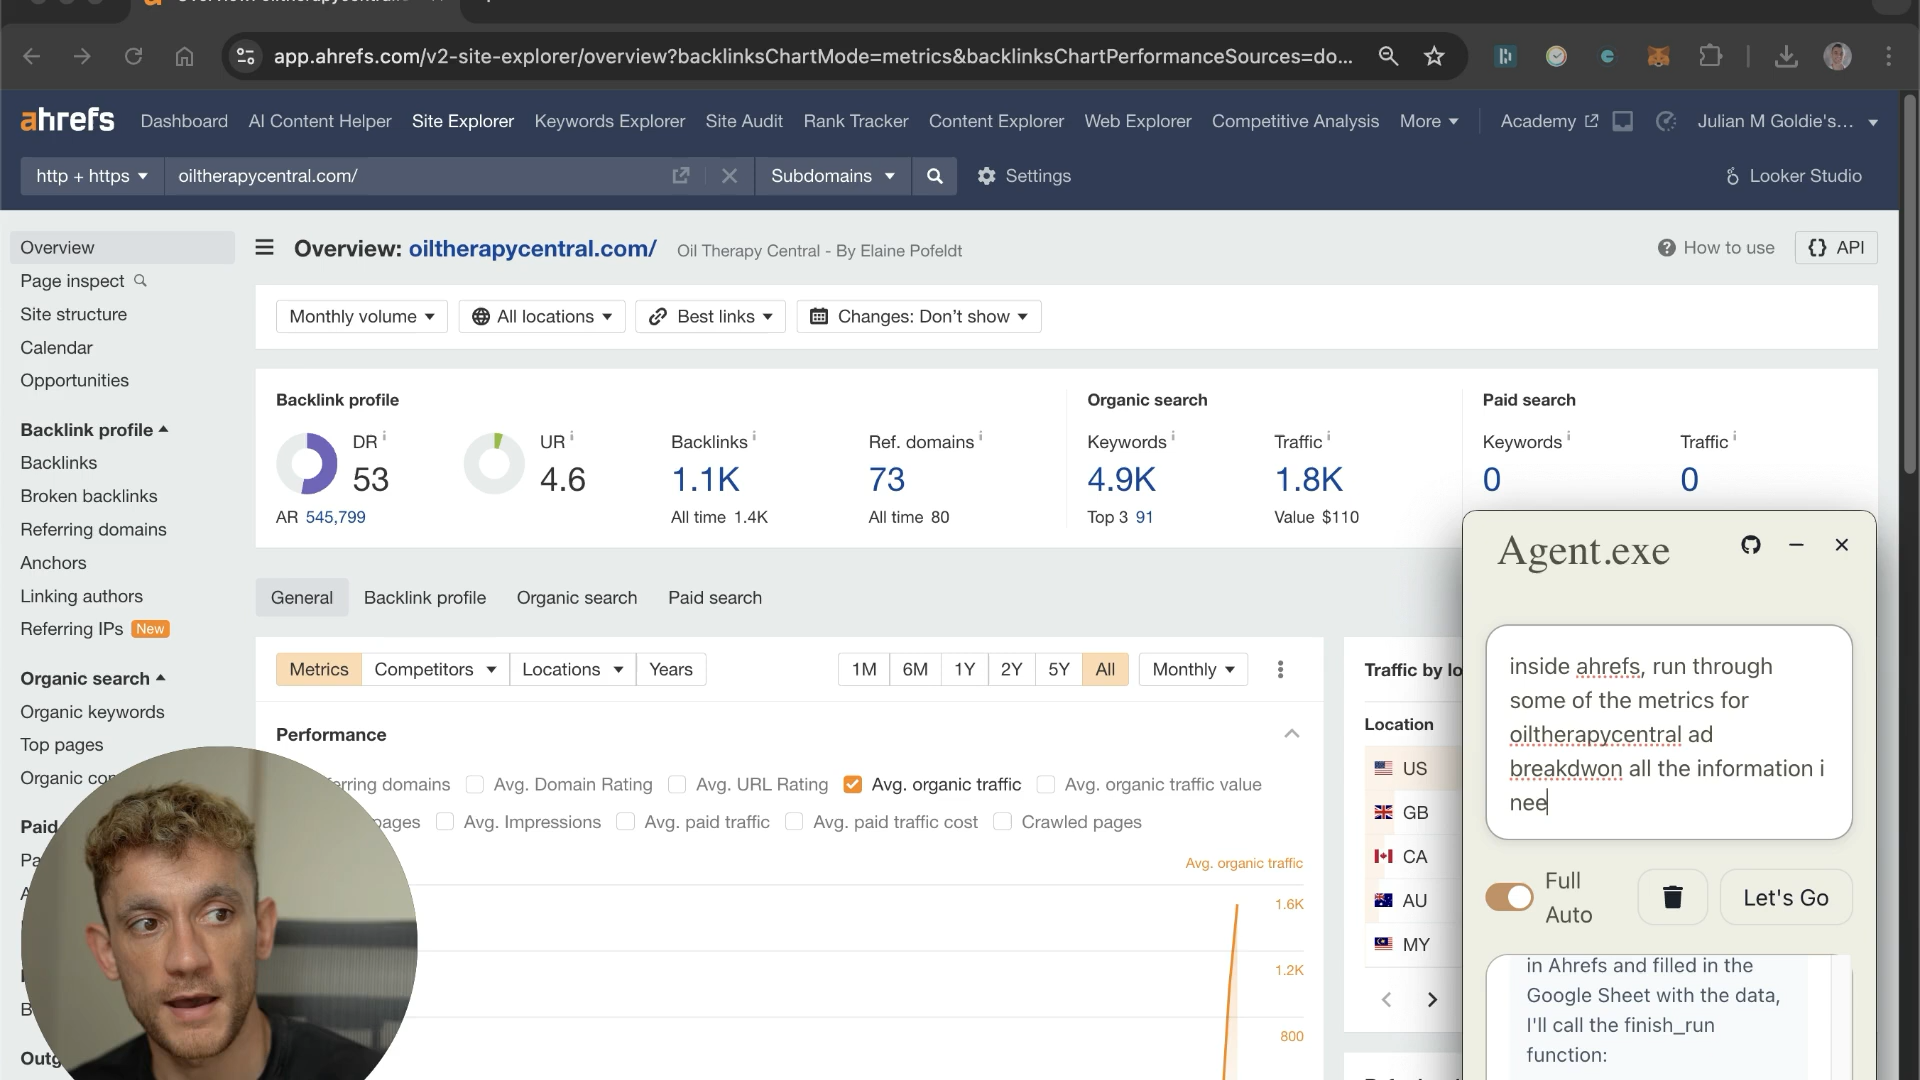 app.ahrefs.com/v2-site-explorer/overview?backlinksChartMode=metrics&backlinksChartPerformanceSources=do...
ahrefs Dashboard AI Content Helper Site Explorer Keywords Explorer Site Audit Rank Tracker Content Explorer Web Explorer Competitive Analysis More Academy Julian M Goldie's...
http + https oiltherapycentral.com/ Subdomains Settings Looker Studio
Overview
Page inspect
Site structure
Calendar
Opportunities
Backlink profile
Backlinks
Broken backlinks
Referring domains
Anchors
Linking authors
Referring IPs New
Organic search
Organic keywords
Top pages
Organic co
Paid
Pa
Outg
Overview: oiltherapycentral.com/ Oil Therapy Central - By Elaine Pofeldt
How to use {} API
Monthly volume All locations Best links Changes: Don't show
Backlink profile
DR
53
AR 545,799
UR
4.6
Backlinks
1.1K
All time 1.4K
Ref. domains
73
All time 80
Organic search
Keywords
4.9K
Top 3 91
Traffic
1.8K
Value $110
Paid search
Keywords
0
Traffic
0
General Backlink profile Organic search Paid search
Metrics Competitors Locations Years 1M 6M 1Y 2Y 5Y All Monthly
Performance
erring domains Avg. Domain Rating Avg. URL Rating Avg. organic traffic Avg. organic traffic value
pages Avg. Impressions Avg. paid traffic Avg. paid traffic cost Crawled pages
Avg. organic traffic
1.6K
1.2K
800
Traffic by lo
Location
US
GB
CA
AU
MY
Agent.exe
inside ahrefs, run through
some of the metrics for
oiltherapycentral ad
breakdwon all the information i
nee
Full
Auto
Let's Go
in Ahrefs and filled in the
Google Sheet with the data,
I'll call the finish_run
function: